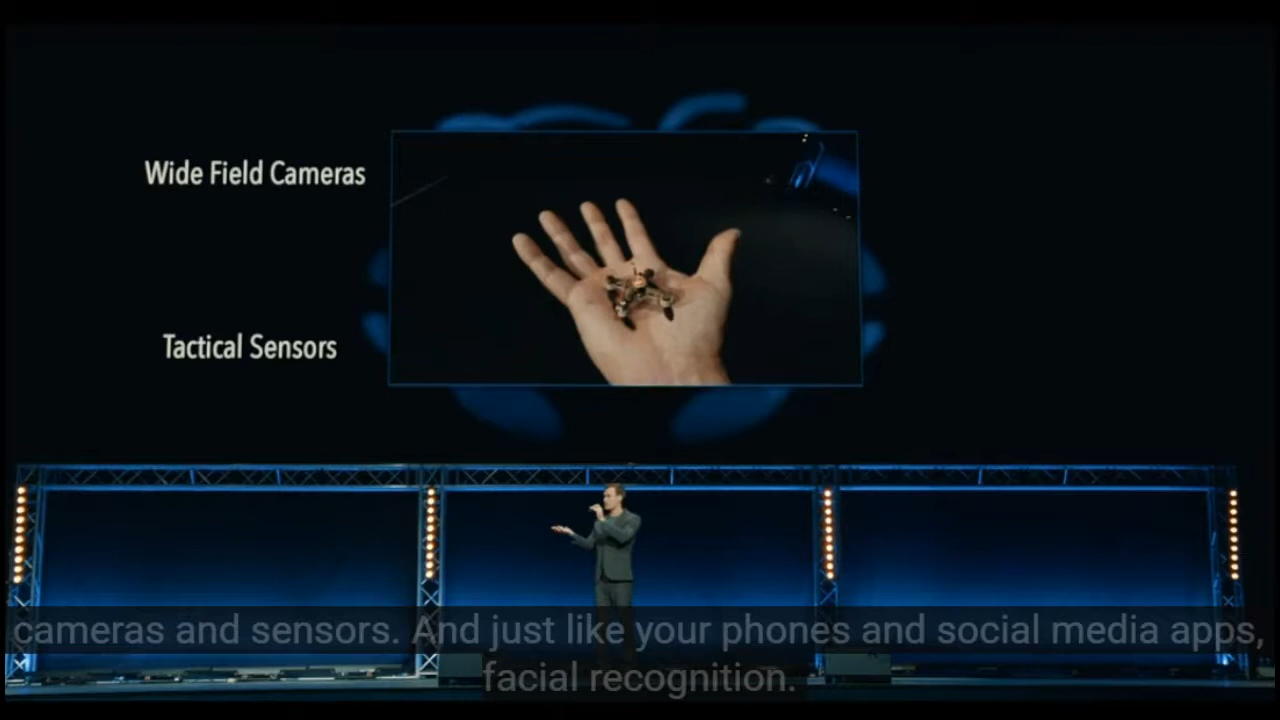 Wide Field Cameras
Tactical Sensors
cameras and sensors. And just like your phones and social media apps,
facial recognition.